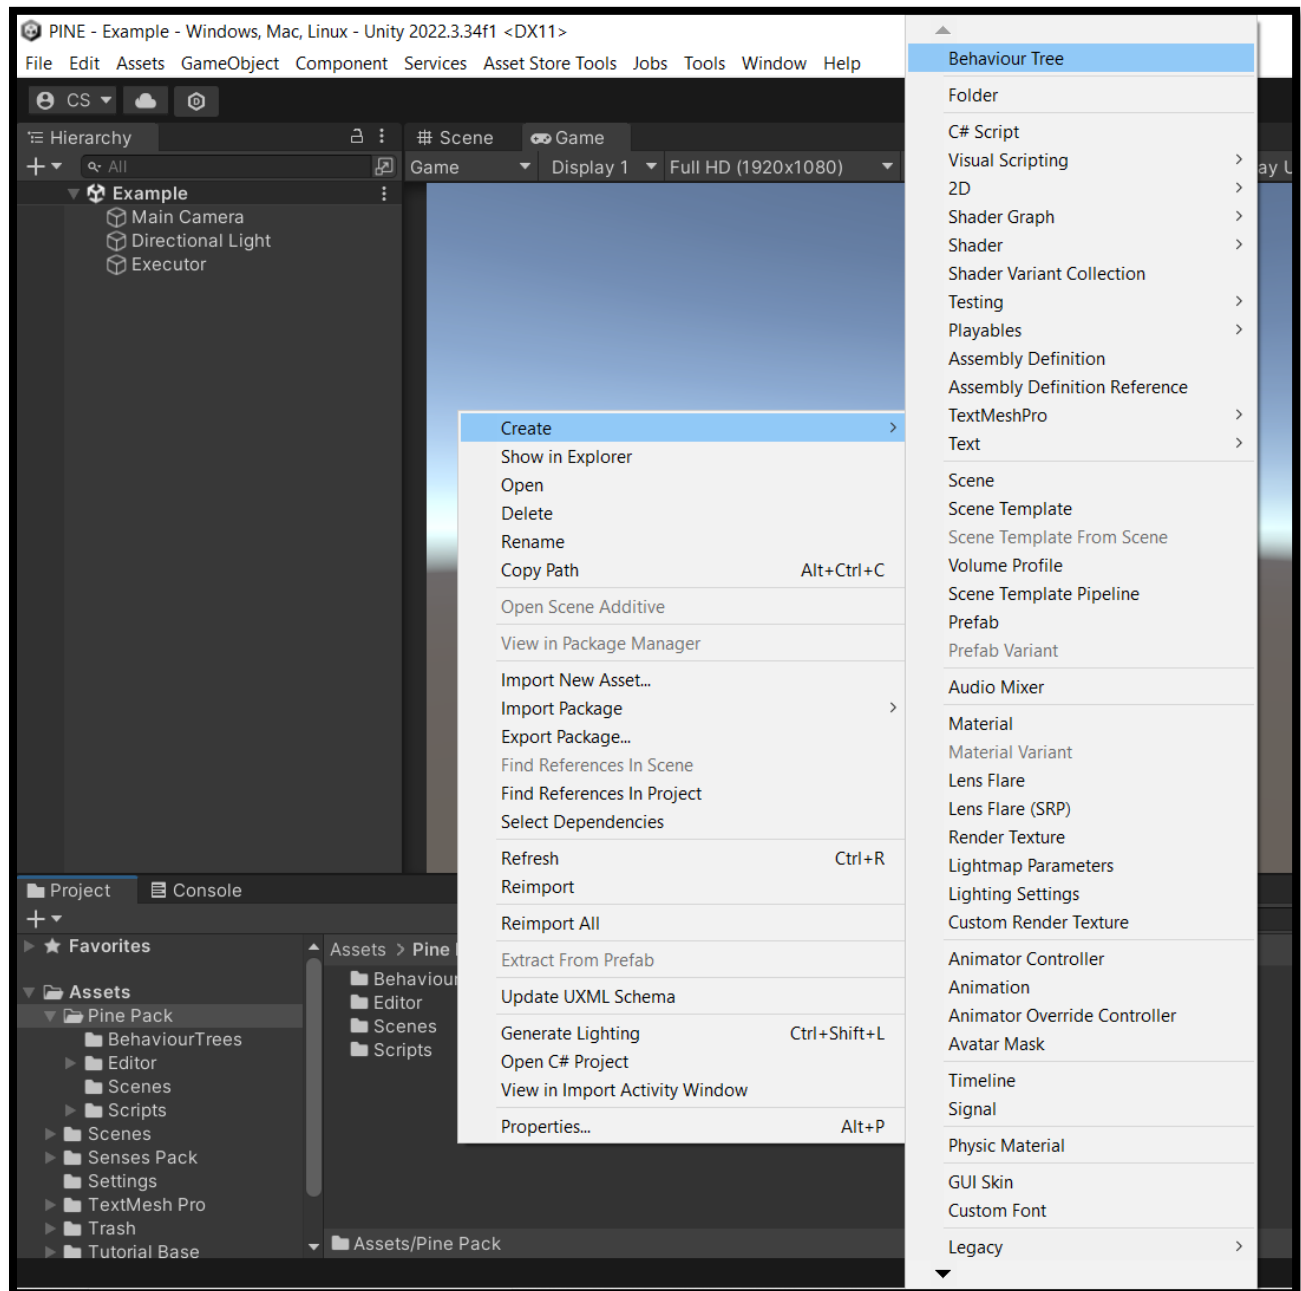 PINE - Example - Windows, Mac, Linux - Unity 2022.3.34f1 <DX11>
File Edit Assets GameObject Component Services Asset Store Tools Jobs Tools Window Help
CS
Hierarchy
All
Example
Main Camera
Directional Light
Executor
Scene
Game
Game Display 1 Full HD (1920x1080)
Create
Show in Explorer
Open
Delete
Rename
Copy Path Alt+Ctrl+C
Open Scene Additive
View in Package Manager
Import New Asset...
Import Package
Export Package...
Find References In Scene
Find References In Project
Select Dependencies
Refresh Ctrl+R
Reimport
Reimport All
Extract From Prefab
Update UXML Schema
Generate Lighting Ctrl+Shift+L
Open C# Project
View in Import Activity Window
Properties... Alt+P
Behaviour Tree
Folder
C# Script
Visual Scripting
2D
Shader Graph
Shader
Shader Variant Collection
Testing
Playables
Assembly Definition
Assembly Definition Reference
TextMeshPro
Text
Scene
Scene Template
Scene Template From Scene
Volume Profile
Scene Template Pipeline
Prefab
Prefab Variant
Audio Mixer
Material
Material Variant
Lens Flare
Lens Flare (SRP)
Render Texture
Lightmap Parameters
Lighting Settings
Custom Render Texture
Animator Controller
Animation
Animator Override Controller
Avatar Mask
Timeline
Signal
Physic Material
GUI Skin
Custom Font
Legacy
Project Console
Favorites
Assets
Pine Pack
BehaviourTrees
Editor
Scenes
Scripts
Scenes
Senses Pack
Settings
TextMesh Pro
Trash
Tutorial Base
Assets > Pine
Behaviour
Editor
Scenes
Scripts
Assets/Pine Pack